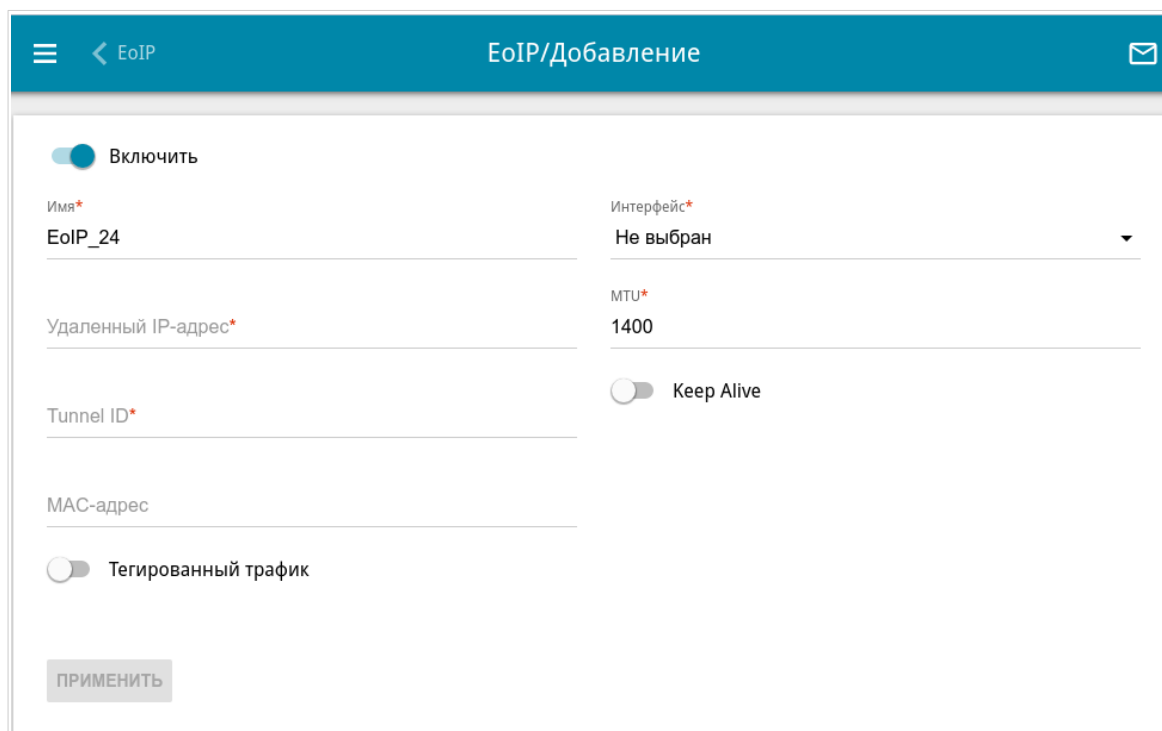 EoIP
EoIP/Добавление
Включить
Имя*
EoIP_24
Интерфейс*
Не выбран
Удаленный IP-адрес*
MTU*
1400
Keep Alive
Tunnel ID*
MAC-адрес
Тегированный трафик
ПРИМЕНИТЬ